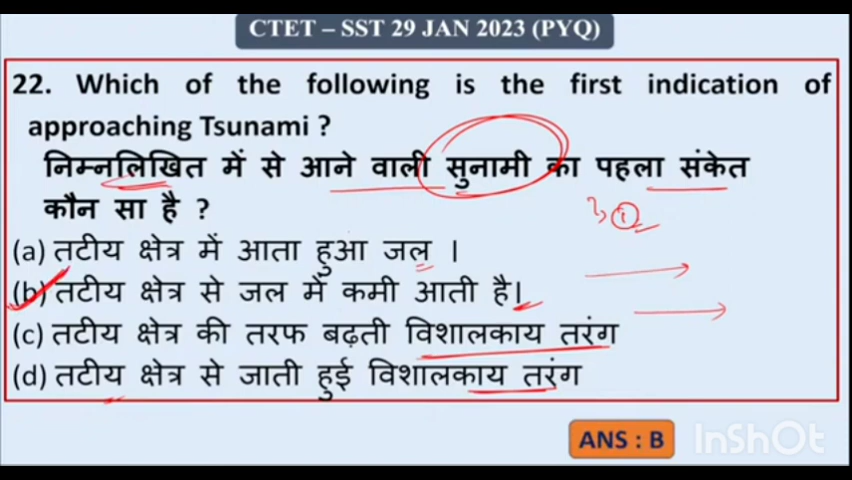 CTET – SST 29 JAN 2023 (PYQ)
22. Which of the following is the first indication of
approaching Tsunami ?
निम्नलिखित में से आने वाली सुनामी का पहला संकेत
कौन सा है ?
(a) तटीय क्षेत्र में आता हुआ जल ।
(b) तटीय क्षेत्र से जल में कमी आती है।
(c) तटीय क्षेत्र की तरफ बढ़ती विशालकाय तरंग
(d) तटीय क्षेत्र से जाती हुई विशालकाय तरंग
ANS : B
InShOt